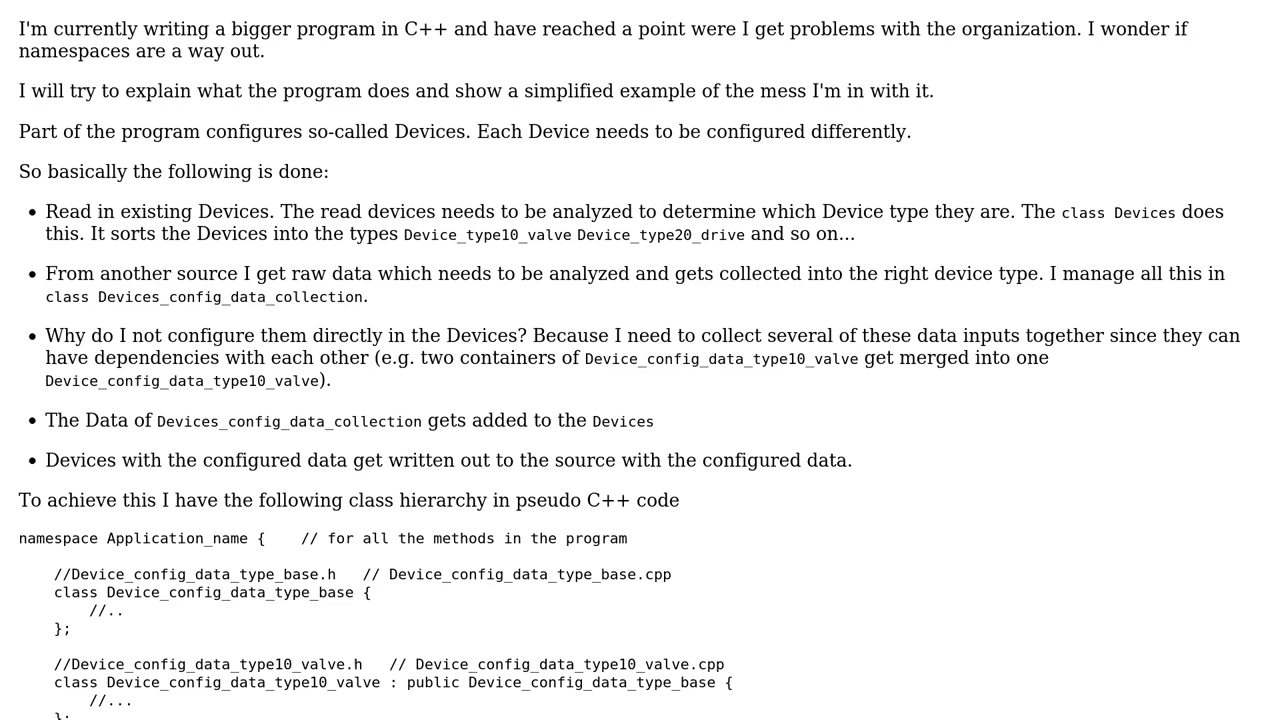 I'm currently writing a bigger program in C++ and have reached a point were I get problems with the organization. I wonder if
namespaces are a way out.
I will try to explain what the program does and show a simplified example of the mess I'm in with it.
Part of the program configures so-called Devices. Each Device needs to be configured differently.
So basically the following is done:
• Read in existing Devices. The read devices needs to be analyzed to determine which Device type they are. The class Devices does
this. It sorts the Devices into the types Device_type10_valve Device_type20_drive and so on...
• From another source I get raw data which needs to be analyzed and gets collected into the right device type. I manage all this in
class Devices_config_data_collection.
• Why do I not configure them directly in the Devices? Because I need to collect several of these data inputs together since they can
have dependencies with each other (e.g. two containers of Device_config_data_type10_valve get merged into one
Device_config_data_type10_valve).
• The Data of Devices_config_data_collection gets added to the Devices
• Devices with the configured data get written out to the source with the configured data.
To achieve this I have the following class hierarchy in pseudo C++ code
namespace Application_name {    // for all the methods in the program
    //Device_config_data_type_base.h   // Device_config_data_type_base.cpp
    class Device_config_data_type_base {
        //..
    };
    //Device_config_data_type10_valve.h   // Device_config_data_type10_valve.cpp
    class Device_config_data_type10_valve : public Device_config_data_type_base {
        //...
    };